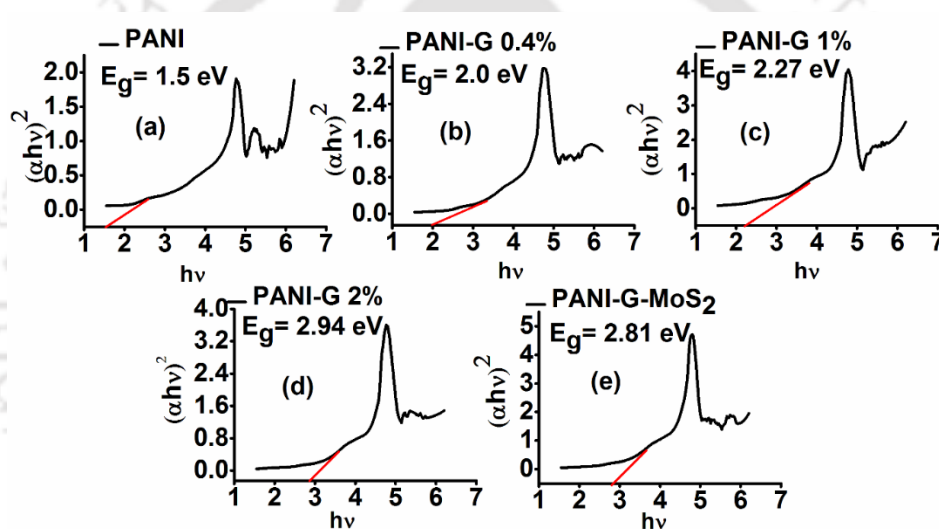 PANI
E_g= 1.5 eV
(a)
(αhν)²
2.0
1.5
1.0
0.5
0.0
1 2 3 4 5 6 7
hν
PANI-G 0.4%
E_g= 2.0 eV
(b)
(αhν)²
3.2
2.4
1.6
0.8
0.0
1 2 3 4 5 6 7
hν
PANI-G 1%
E_g= 2.27 eV
(c)
(αhν)²
4
3
2
1
0
1 2 3 4 5 6 7
hν
PANI-G 2%
E_g= 2.94 eV
(d)
(αhν)²
4.0
3.2
2.4
1.6
0.8
0.0
1 2 3 4 5 6 7
hν
PANI-G-MoS₂
E_g= 2.81 eV
(e)
(αhν)²
5
4
3
2
1
0
1 2 3 4 5 6 7
hν